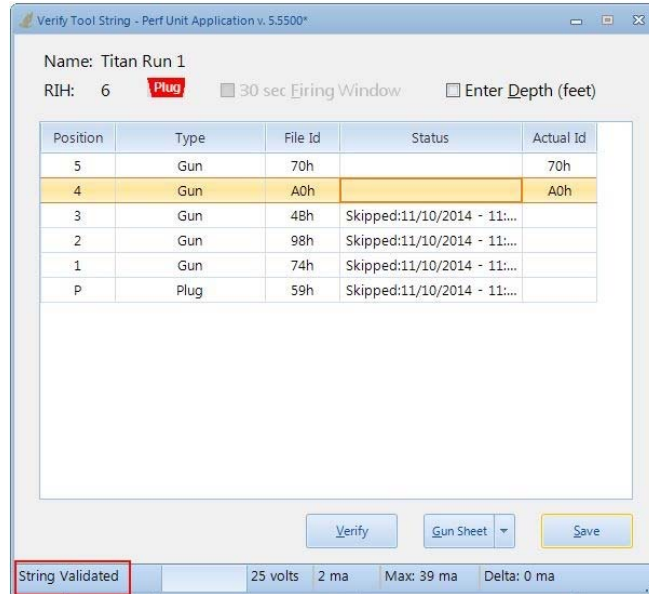 Verify Tool String - Perf Unit Application v. 5.5500*
Name: Titan Run 1
RIH: 6 Plug 30 sec Firing Window Enter Depth (feet)
Position Type File Id Status Actual Id
5 Gun 70h 70h
4 Gun A0h A0h
3 Gun 4Bh Skipped:11/10/2014 - 11:...
2 Gun 98h Skipped:11/10/2014 - 11:...
1 Gun 74h Skipped:11/10/2014 - 11:...
P Plug 59h Skipped:11/10/2014 - 11:...
Verify Gun Sheet Save
String Validated 25 volts 2 ma Max: 39 ma Delta: 0 ma